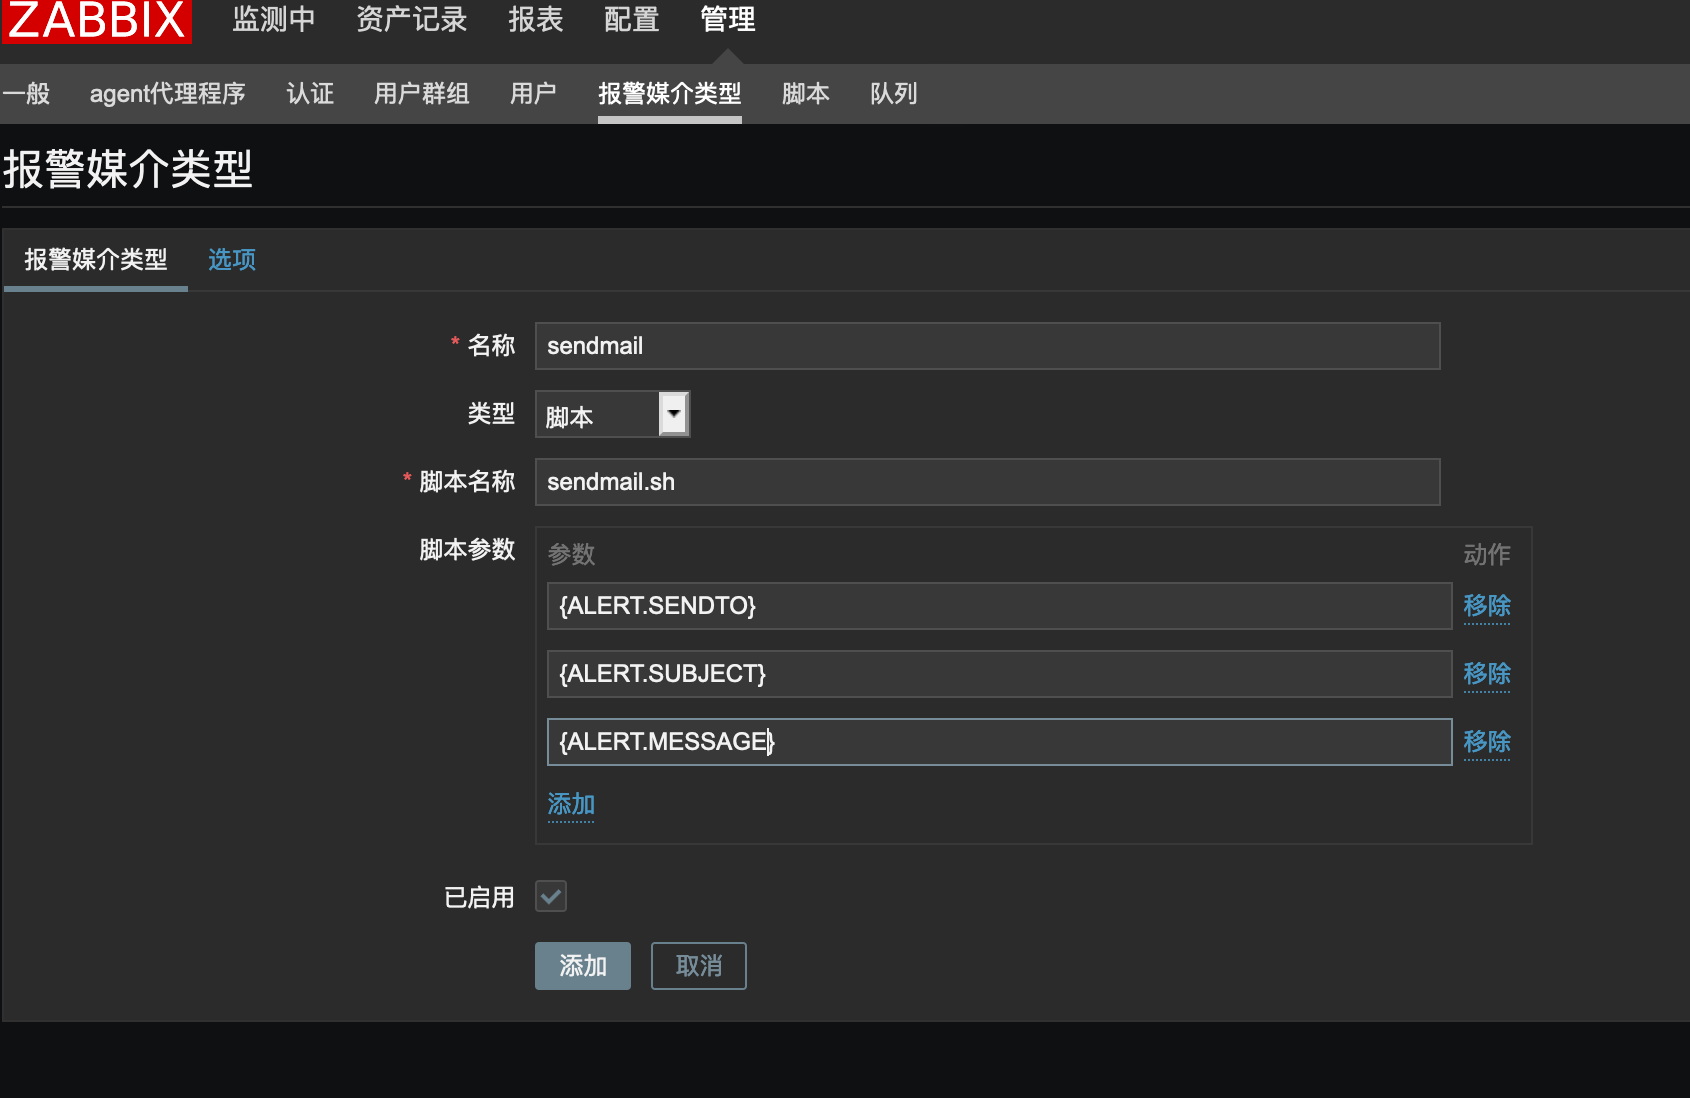 ZABBIX 监测中 资产记录 报表 配置 管理
一般 agent代理程序 认证 用户群组 用户 报警媒介类型 脚本 队列
报警媒介类型
报警媒介类型 选项
* 名称 sendmail
类型 脚本
* 脚本名称 sendmail.sh
脚本参数 参数 动作
{ALERT.SENDTO} 移除
{ALERT.SUBJECT} 移除
{ALERT.MESSAGE} 移除
添加
已启用
添加 取消